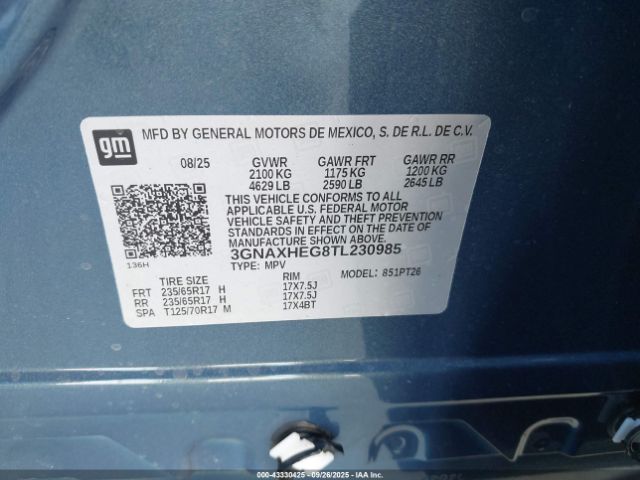 gm
MFD BY GENERAL MOTORS DE MEXICO, S. DE R.L. DE C.V.
08/25 GVWR GAWR FRT GAWR RR
2100 KG 1175 KG 1200 KG
4629 LB 2590 LB 2645 LB
THIS VEHICLE CONFORMS TO ALL
APPLICABLE U.S. FEDERAL MOTOR
VEHICLE SAFETY AND THEFT PREVENTION
STANDARDS IN EFFECT ON THE DATE OF
MANUFACTURE SHOWN ABOVE.
3GNAXHEG8TL230985
136H
TYPE: MPV MODEL: 851PT26
TIRE SIZE RIM
FRT 235/65R17 H 17X7.5J
RR 235/65R17 H 17X7.5J
SPA T125/70R17 M 17X4BT
000-43330425 - 09/26/2025 - IAAI